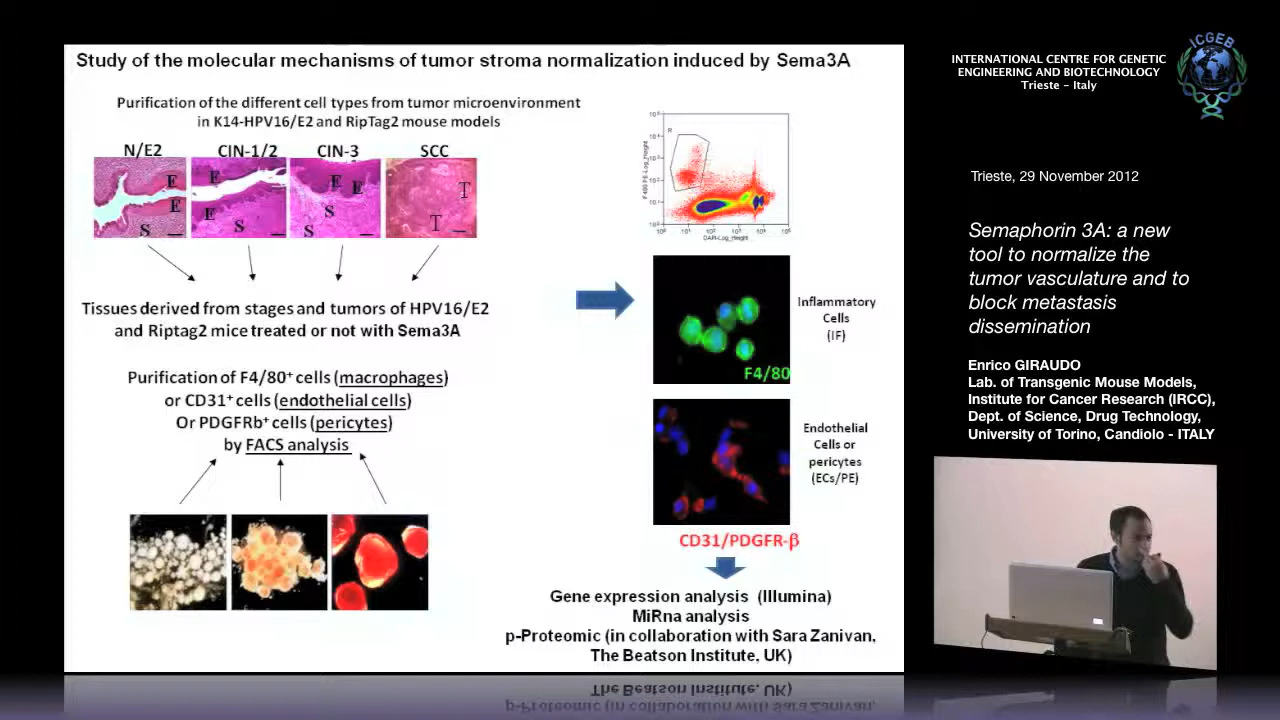 Study of the molecular mechanisms of tumor stroma normalization induced by Sema3A
Purification of the different cell types from tumor microenvironment
in K14-HPV16/E2 and RipTag2 mouse models
N/E2 CIN-1/2 CIN-3 SCC
E E S
E E S
E E S S
T T
Tissues derived from stages and tumors of HPV16/E2
and Riptag2 mice treated or not with Sema3A
Purification of F4/80+ cells (macrophages)
or CD31+ cells (endothelial cells)
Or PDGFRb+ cells (pericytes)
by FACS analysis
F480 PE-Log_Height
DAPI-Log_Height
R
Inflammatory
Cells
(IF)
F4/80
Endothelial
Cells or
pericytes
(ECs/PE)
CD31/PDGFR-β
Gene expression analysis (Illumina)
MiRna analysis
p-Proteomic (in collaboration with Sara Zanivan,
The Beatson Institute, UK)
INTERNATIONAL CENTRE FOR GENETIC
ENGINEERING AND BIOTECHNOLOGY
Trieste - Italy
ICGEB
Trieste, 29 November 2012
Semaphorin 3A: a new
tool to normalize the
tumor vasculature and to
block metastasis
dissemination
Enrico GIRAUDO
Lab. of Transgenic Mouse Models,
Institute for Cancer Research (IRCC),
Dept. of Science, Drug Technology,
University of Torino, Candiolo - ITALY